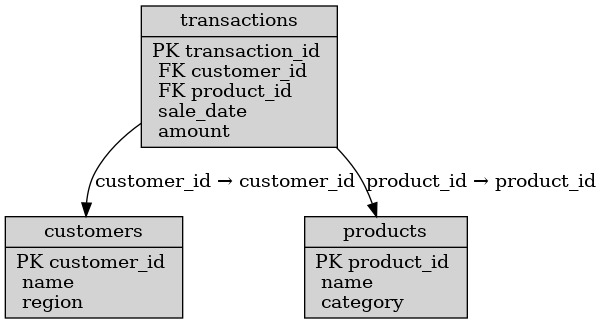 transactions
PK transaction_id
FK customer_id
FK product_id
sale_date
amount
customer_id → customer_id
product_id → product_id
customers
PK customer_id
name
region
products
PK product_id
name
category